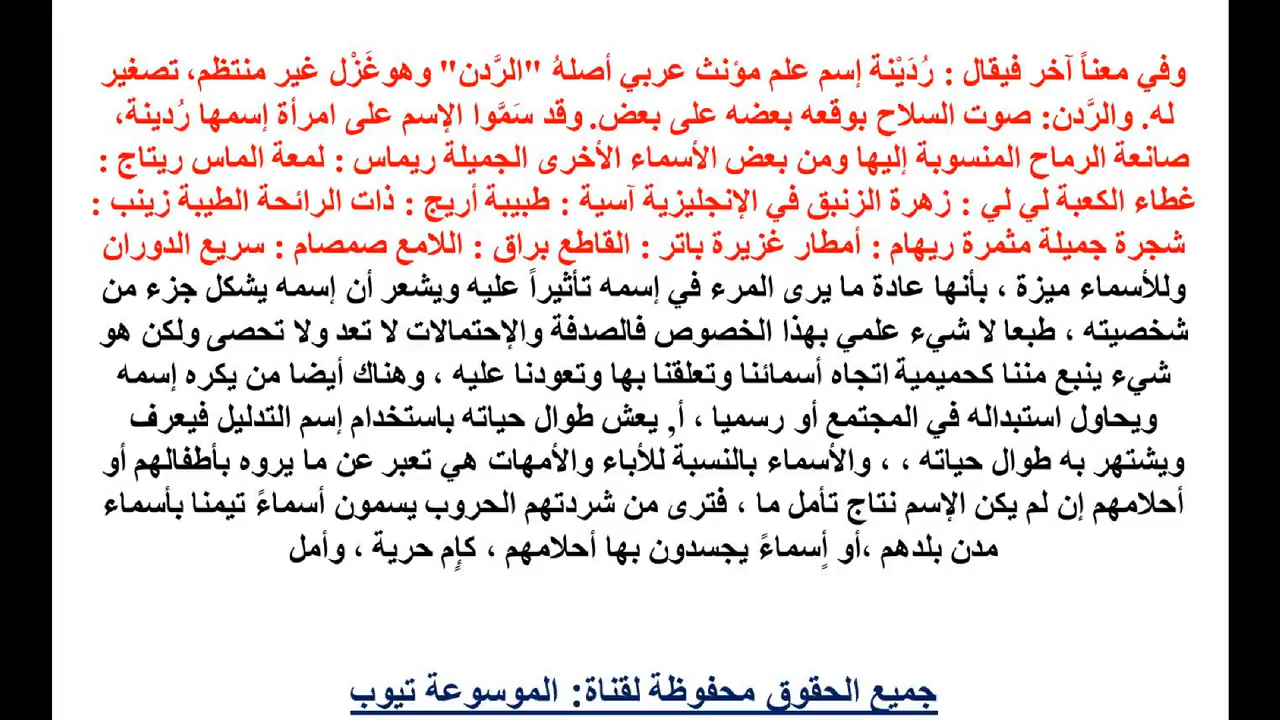 وفي معناً آخر فيقال : رُدَيْنة إسم علم مؤنث عربي أصلهُ "الرَّدن" وهوغَزْل غير منتظم، تصغير
له. والرَّدن: صوت السلاح بوقعه بعضه على بعض. وقد سَمَّوا الإسم على امرأة إسمها رُدينة،
صانعة الرماح المنسوبة إليها ومن بعض الأسماء الأخرى الجميلة ريماس : لمعة الماس ريتاج :
غطاء الكعبة لي لي : زهرة الزنبق في الإنجليزية آسية : طبيبة أريج : ذات الرائحة الطيبة زينب :
شجرة جميلة مثمرة ريهام : أمطار غزيرة باتر : القاطع براق : اللامع صمصام : سريع الدوران
وللأسماء ميزة ، بأنها عادة ما يرى المرء في إسمه تأثيراً عليه ويشعر أن إسمه يشكل جزء من
شخصيته ، طبعا لا شيء علمي بهذا الخصوص فالصدفة والإحتمالات لا تعد ولا تحصى ولكن هو
شيء ينبع مننا كحميمية اتجاه أسمائنا وتعلقنا بها وتعودنا عليه ، وهناك أيضا من يكره إسمه
ويحاول استبداله في المجتمع أو رسميا ، أ, يعش طوال حياته باستخدام إسم التدليل فيعرف
ويشتهر به طوال حياته ، ، والأسماء بالنسبة للأباء والأمهات هي تعبر عن ما يروه بأطفالهم أو
أحلامهم إن لم يكن الإسم نتاج تأمل ما ، فترى من شردتهم الحروب يسمون أسماءً تيمنا بأسماء
مدن بلدهم ،أو أٍسماءً يجسدون بها أحلامهم ، كإٍم حرية ، وأمل
جميع الحقوق محفوظة لقناة: الموسوعة تيوب